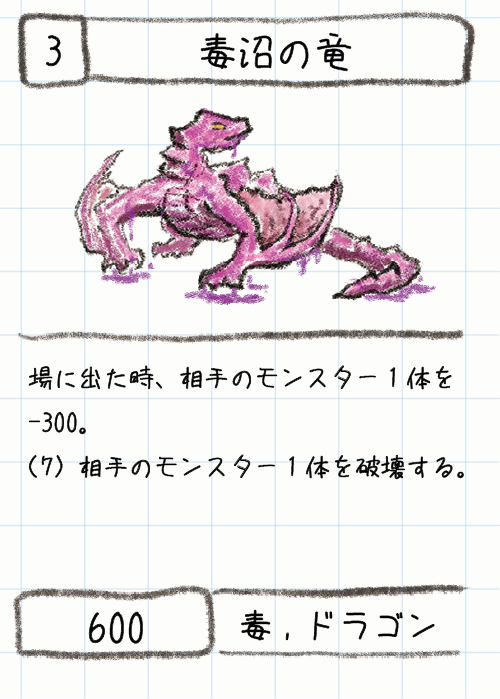 3
毒沼の竜
場に出た時、相手のモンスター1体を
-300。
(7) 相手のモンスター1体を破壊する。
600
毒,ドラゴン